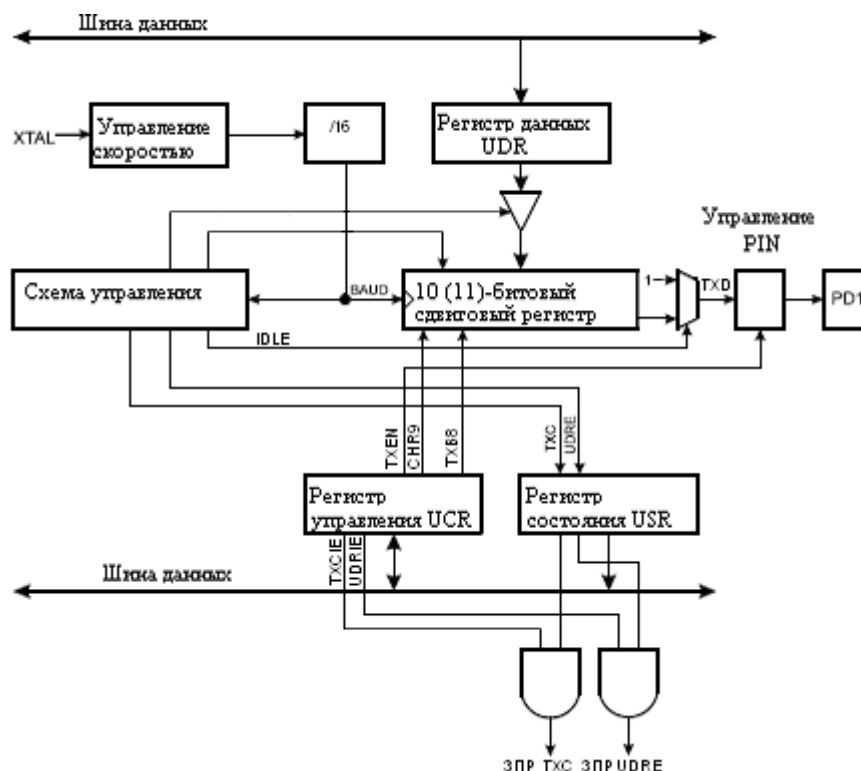 Шина данных
XTAL
Управление
скоростью
/16
Регистр данных
UDR
Управление
PIN
Схема управления
BAUD
10 (11)-битовый
сдвиговый регистр
1
TXD
PD1
IDLE
TXEN
CHR9
TXB8
TXC
UDRE
Регистр
управления UCR
Регистр
состояния USR
TXCIE
UDRIE
Шина данных
ЗПР TXC
ЗПР UDRE